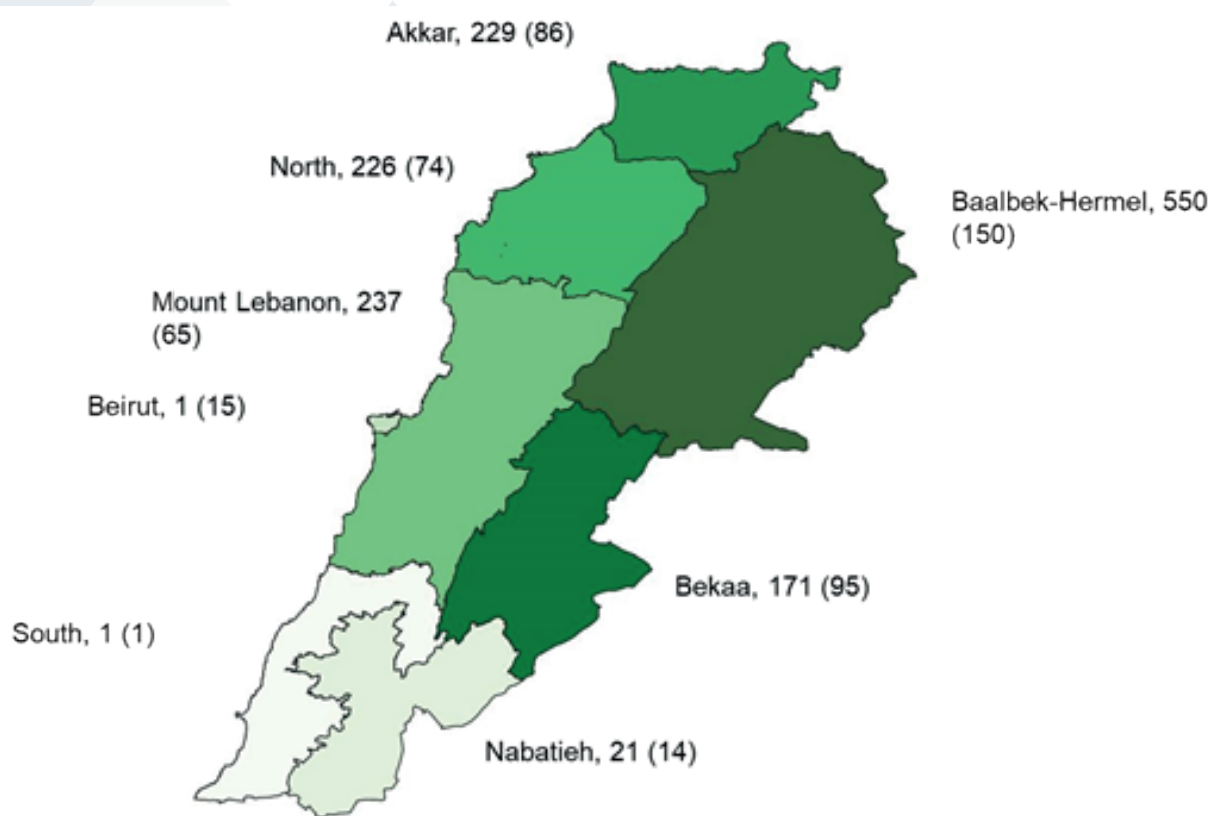 Akkar, 229 (86)
North, 226 (74)
Baalbek-Hermel, 550
(150)
Mount Lebanon, 237
(65)
Beirut, 1 (15)
Bekaa, 171 (95)
South, 1 (1)
Nabatieh, 21 (14)